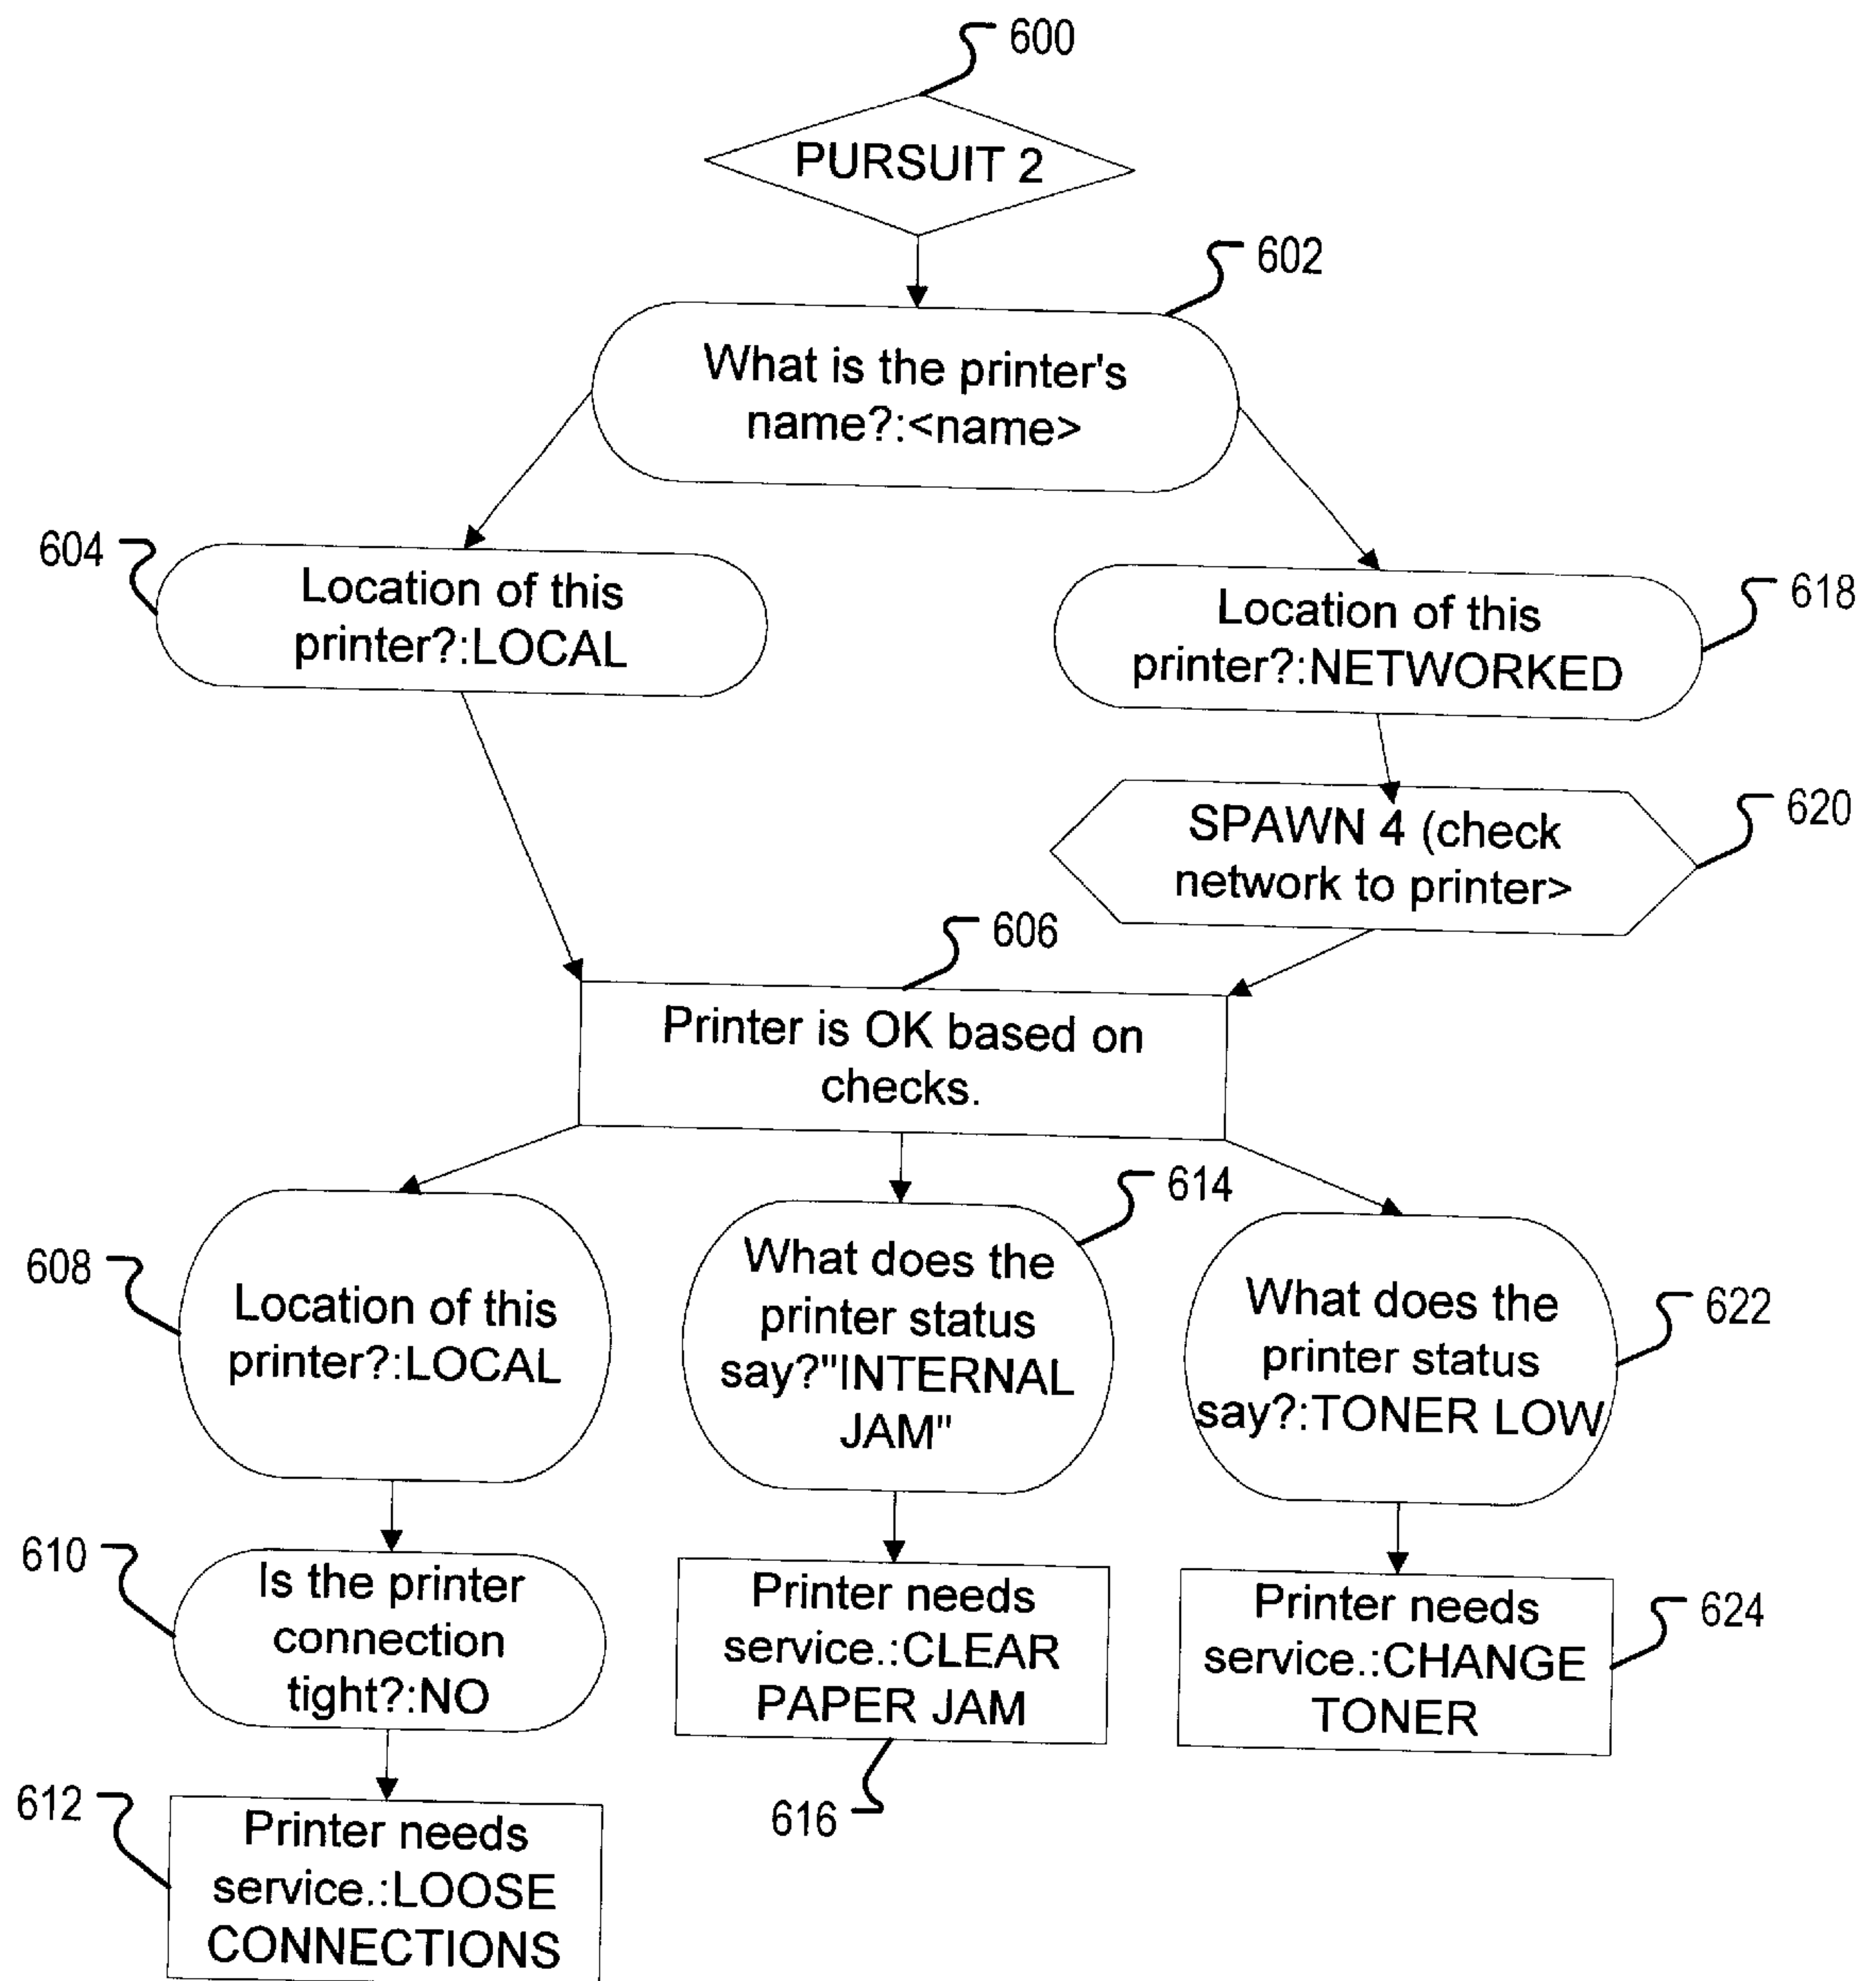 600
PURSUIT 2
602
What is the printer's
name?:<name>
604
Location of this
printer?:LOCAL
Location of this
printer?:NETWORKED
618
SPAWN 4 (check
network to printer>
620
606
Printer is OK based on
checks.
608
Location of this
printer?:LOCAL
614
What does the
printer status
say?"INTERNAL
JAM"
What does the
printer status
say?:TONER LOW
622
610
Is the printer
connection
tight?:NO
Printer needs
service.:CLEAR
PAPER JAM
616
Printer needs
service.:CHANGE
TONER
624
612
Printer needs
service.:LOOSE
CONNECTIONS